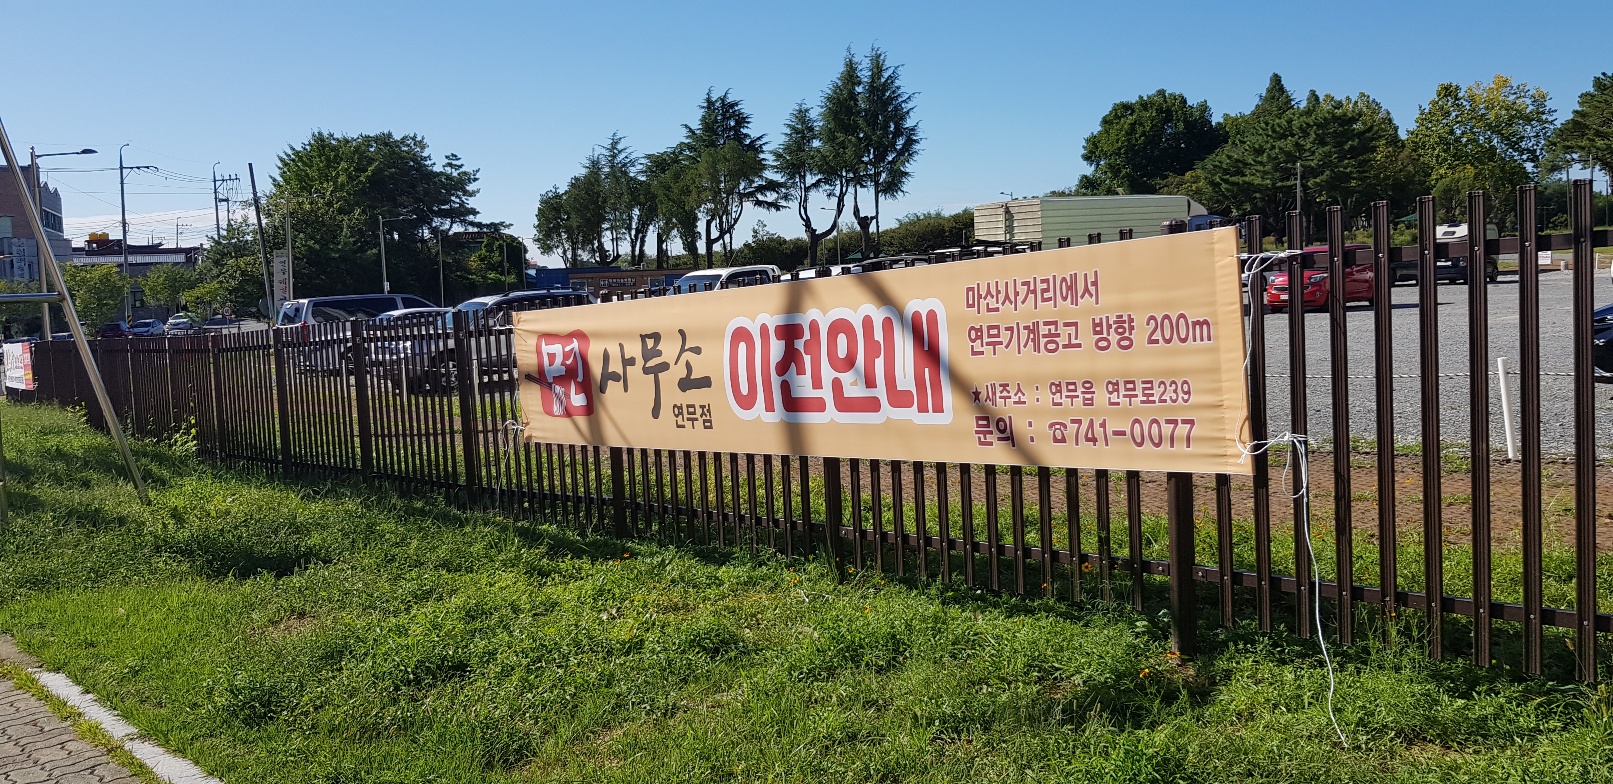 면사무소
연무점
이전안내
마산사거리에서
연무기계공고 방향 200m
★새주소 : 연무읍 연무로239
문의 : ☎741-0077